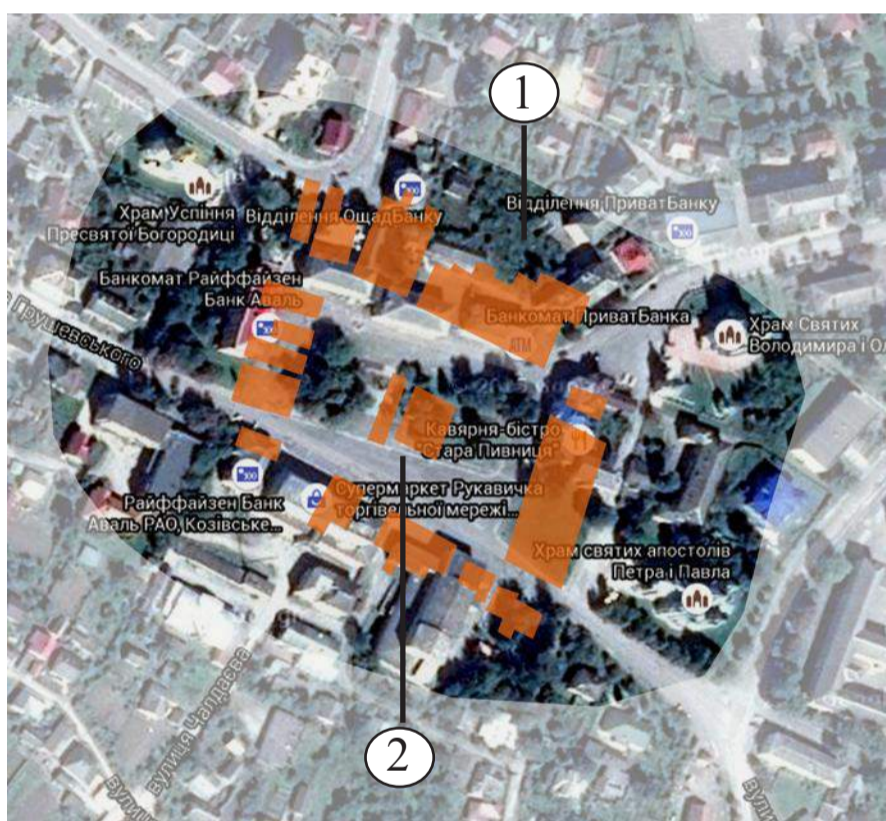 1
Храм Успіння
Пресвятої Богородиці
Відділення ОщадБанку
Відділення ПриватБанку
Банкомат Райффайзен
Банк Аваль
Грушевського
Банкомат ПриватБанка
ATM
Храм Святих
Володимира і Ол
Кавярня-бістро
"Стара Пивниця"
Райффайзен Банк
Аваль РАО, Козівське...
Супермаркет Рукавичка
торгівельної мережі...
Храм святих апостолів
Петра і Павла
вулиця Чапдаєва
2